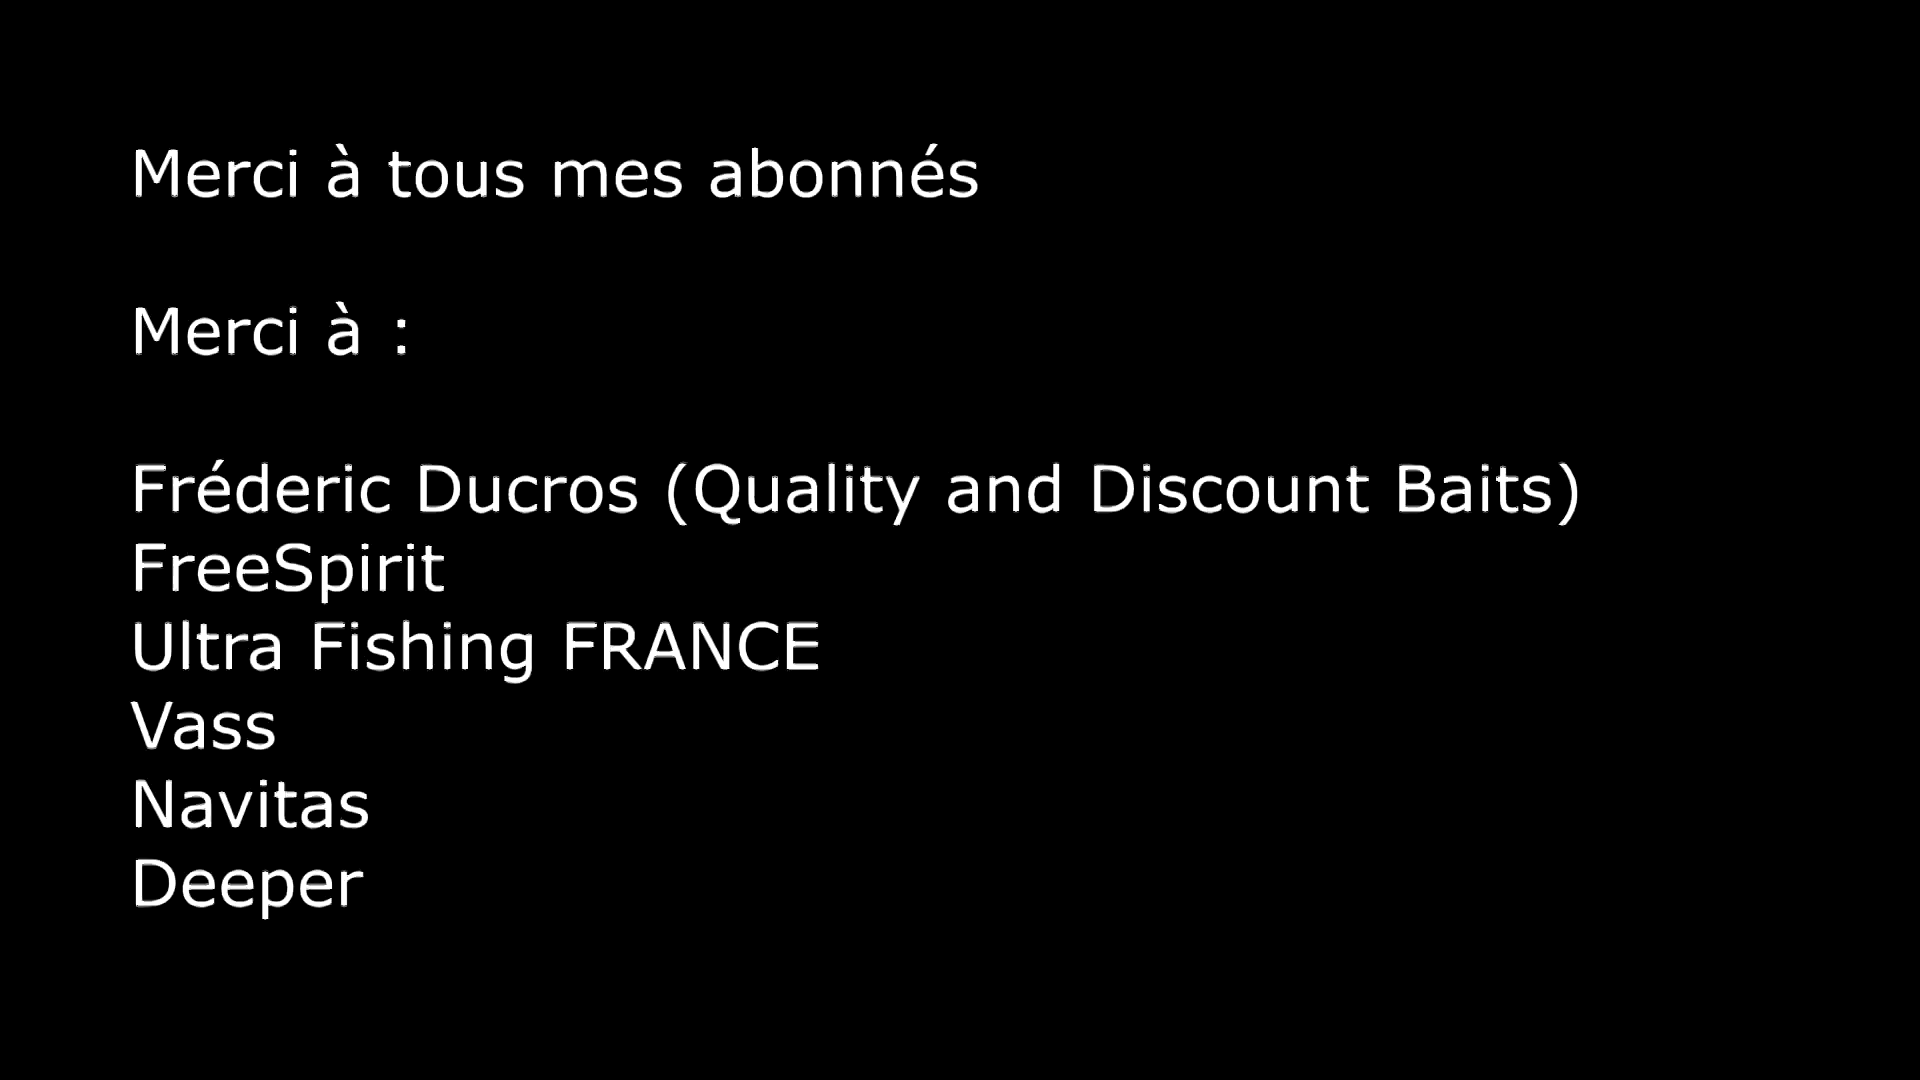 Merci à tous mes abonnés
Merci à :
Fréderic Ducros (Quality and Discount Baits)
FreeSpirit
Ultra Fishing FRANCE
Vass
Navitas
Deeper